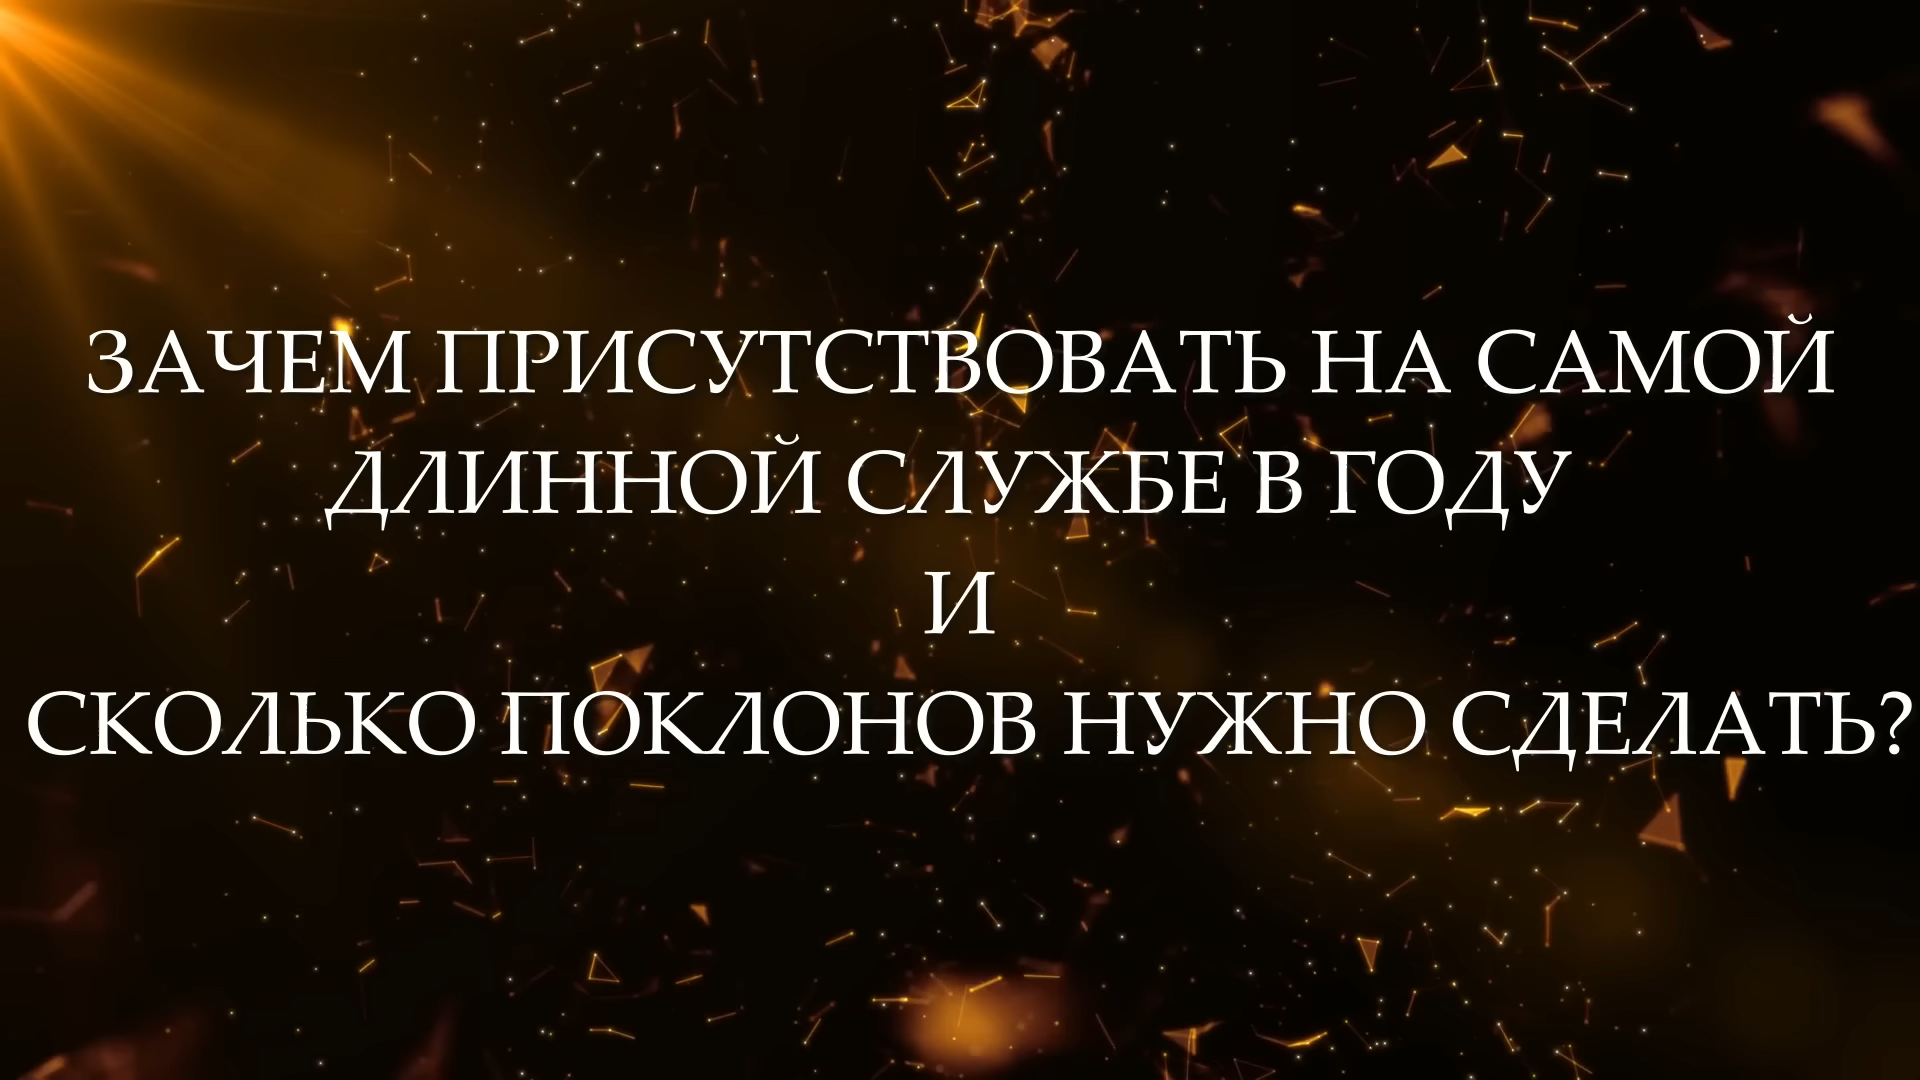 ЗАЧЕМ ПРИСУТСТВОВАТЬ НА САМОЙ
ДЛИННОЙ СЛУЖБЕ В ГОДУ
И
СКОЛЬКО ПОКЛОНОВ НУЖНО СДЕЛАТЬ?